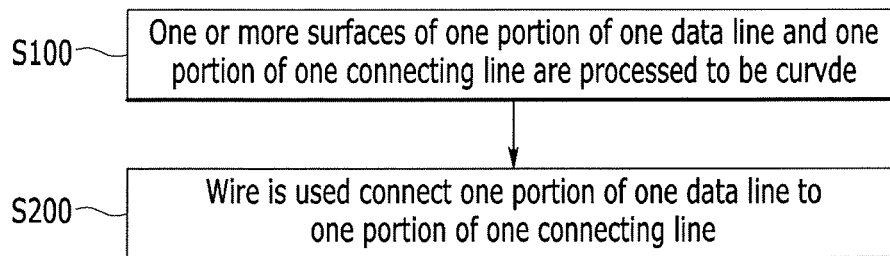 S100
One or more surfaces of one portion of one data line and one
portion of one connecting line are processed to be curvde
S200
Wire is used connect one portion of one data line to
one portion of one connecting line